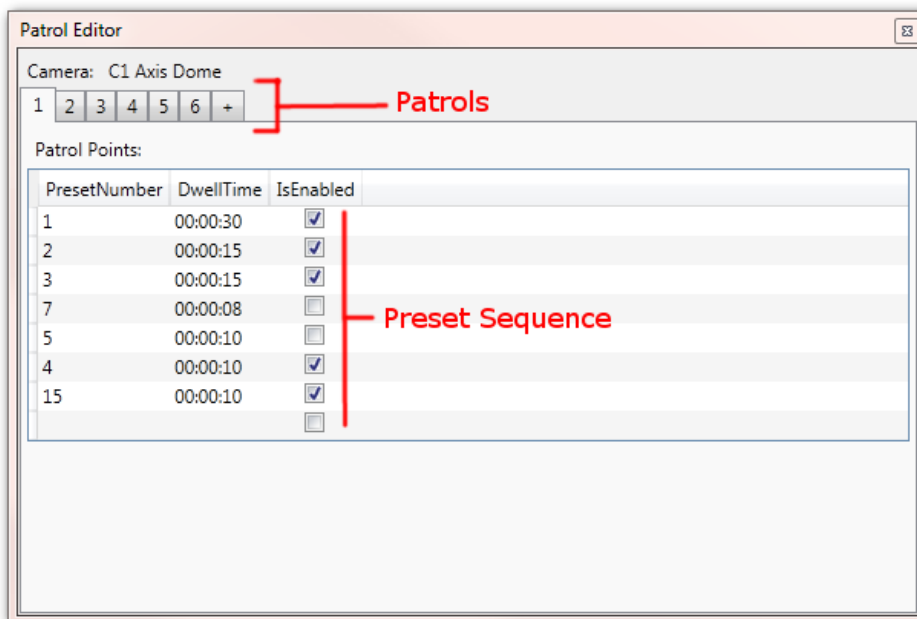 Patrol Editor
Camera: C1 Axis Dome
1 2 3 4 5 6 +
Patrols
Patrol Points:
PresetNumber DwellTime IsEnabled
1 00:00:30
2 00:00:15
3 00:00:15
7 00:00:08
5 00:00:10
Preset Sequence
4 00:00:10
15 00:00:10